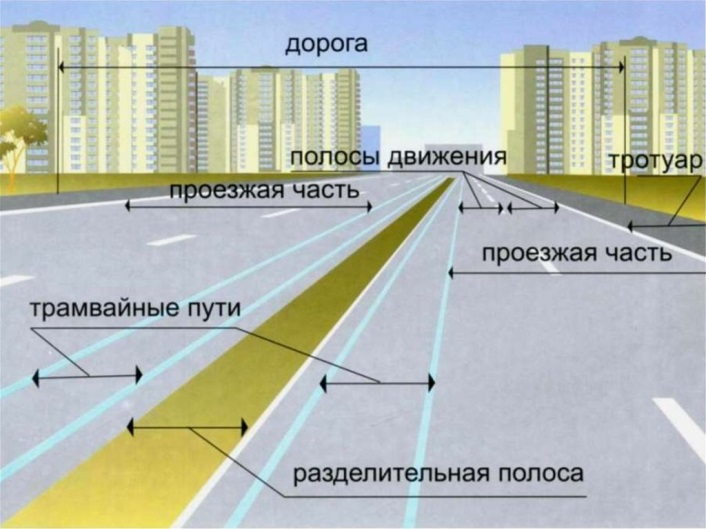 дорога
полосы движения
тротуар
проезжая часть
проезжая часть
трамвайные пути
разделительная полоса